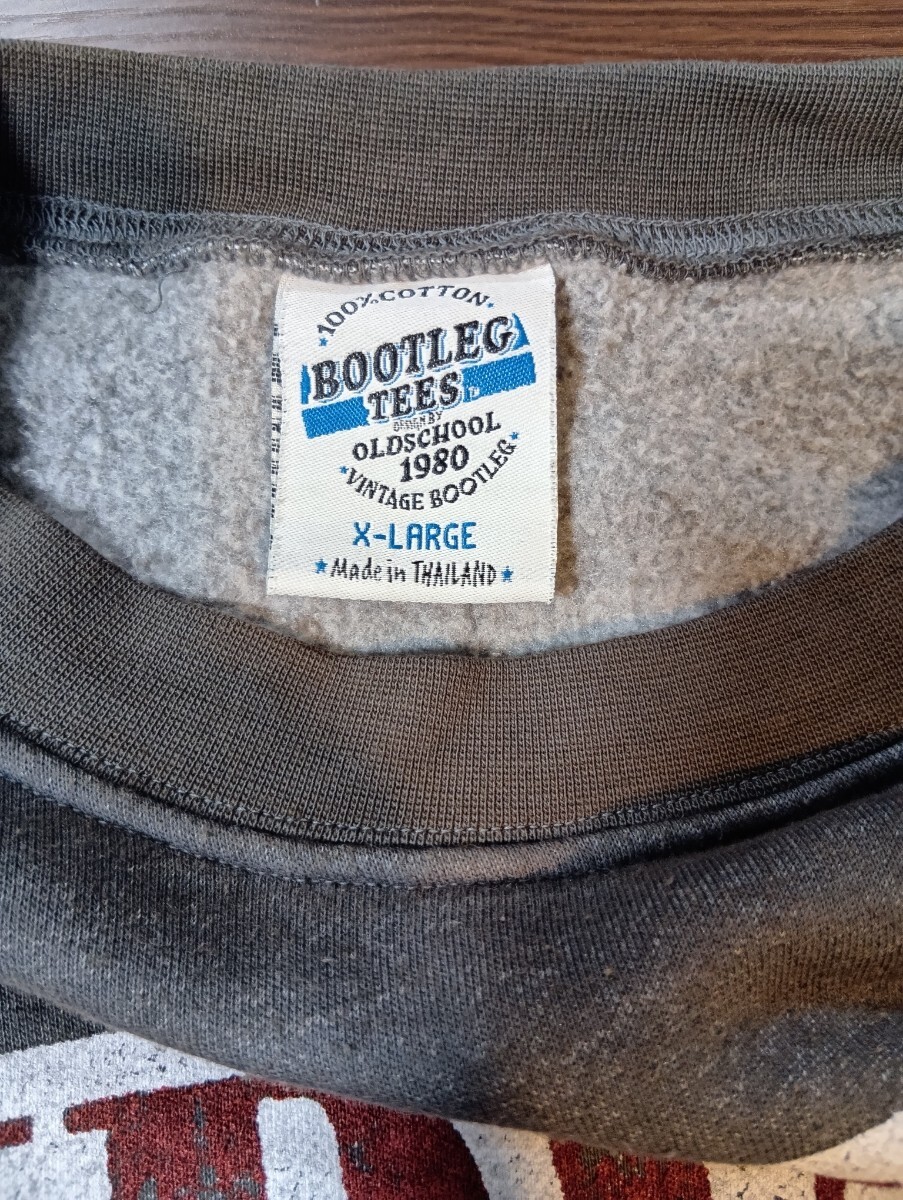 ★100%COTTON★
BOOTLEG
TEES
DESIGN BY
OLDSCHOOL
1980
★VINTAGE BOOTLEG★
X-LARGE
★Made in THAILAND★